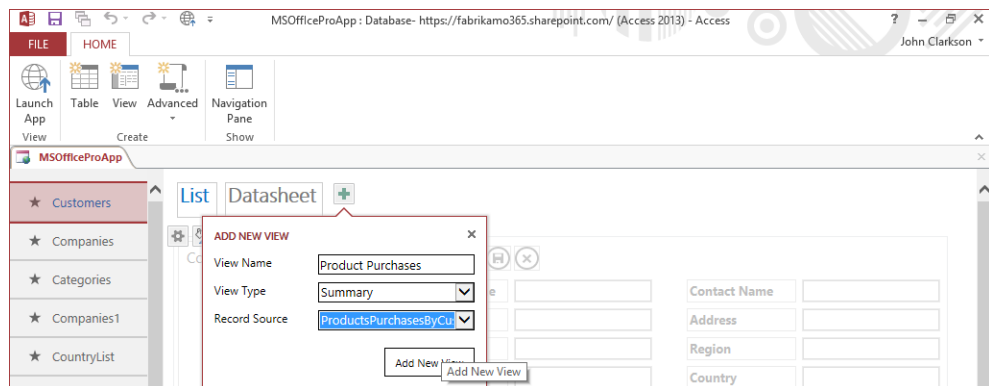 MSOffIceProApp : Database- https://fabrikamo365.sharepoint.com/ (Access 2013) - Access
FILE HOME John Clarkson
Launch App Table View Advanced Navigation Pane
View Create Show
MSOffIceProApp
List Datasheet
Customers
Companies
Categories
Companies1
CountryList
ADD NEW VIEW
View Name Product Purchases
View Type Summary
Record Source ProductsPurchasesByCu
Add New
Add New View
Contact Name
Address
Region
Country